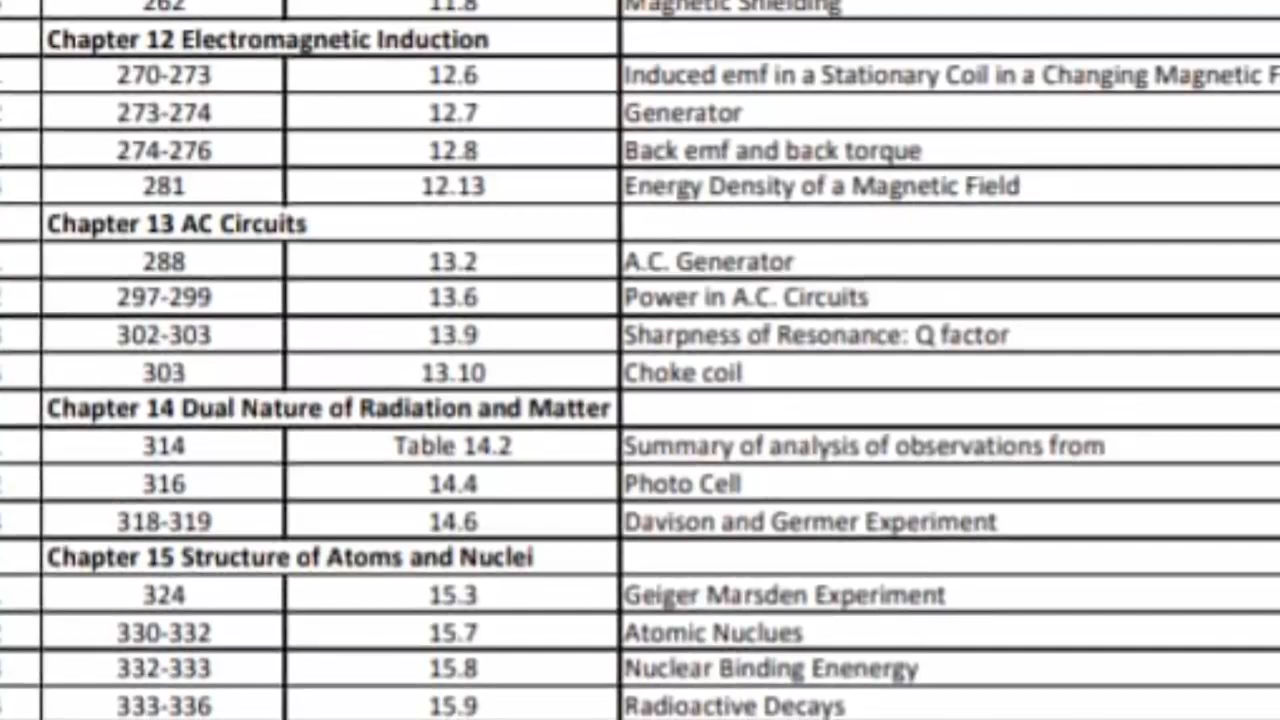 262 11.8 Magnetic Shielding
Chapter 12 Electromagnetic Induction
270-273 12.6 Induced emf in a Stationary Coil in a Changing Magnetic F
273-274 12.7 Generator
274-276 12.8 Back emf and back torque
281 12.13 Energy Density of a Magnetic Field
Chapter 13 AC Circuits
288 13.2 A.C. Generator
297-299 13.6 Power in A.C. Circuits
302-303 13.9 Sharpness of Resonance: Q factor
303 13.10 Choke coil
Chapter 14 Dual Nature of Radiation and Matter
314 Table 14.2 Summary of analysis of observations from
316 14.4 Photo Cell
318-319 14.6 Davison and Germer Experiment
Chapter 15 Structure of Atoms and Nuclei
324 15.3 Geiger Marsden Experiment
330-332 15.7 Atomic Nuclues
332-333 15.8 Nuclear Binding Enenergy
333-336 15.9 Radioactive Decays